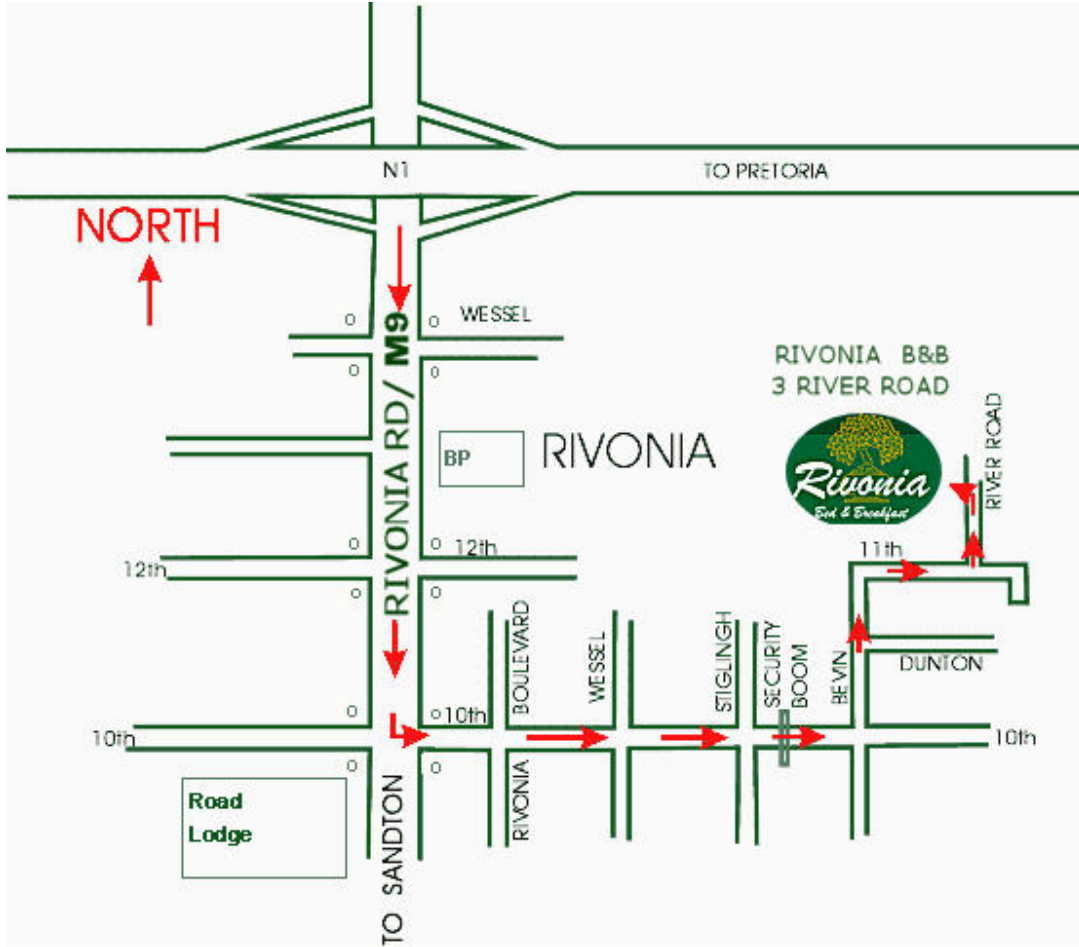 N1
TO PRETORIA
NORTH
WESSEL
RIVONIA RD/ M9
RIVONIA B&B
3 RIVER ROAD
BP
RIVONIA
Rivonia
Bed & Breakfast
RIVER ROAD
12th
12th
11th
BOULEVARD
WESSEL
STIGLINGH
SECURITY
BOOM
BEVIN
DUNTON
10th
10th
10th
RIVONIA
Road
Lodge
TO SANDTON